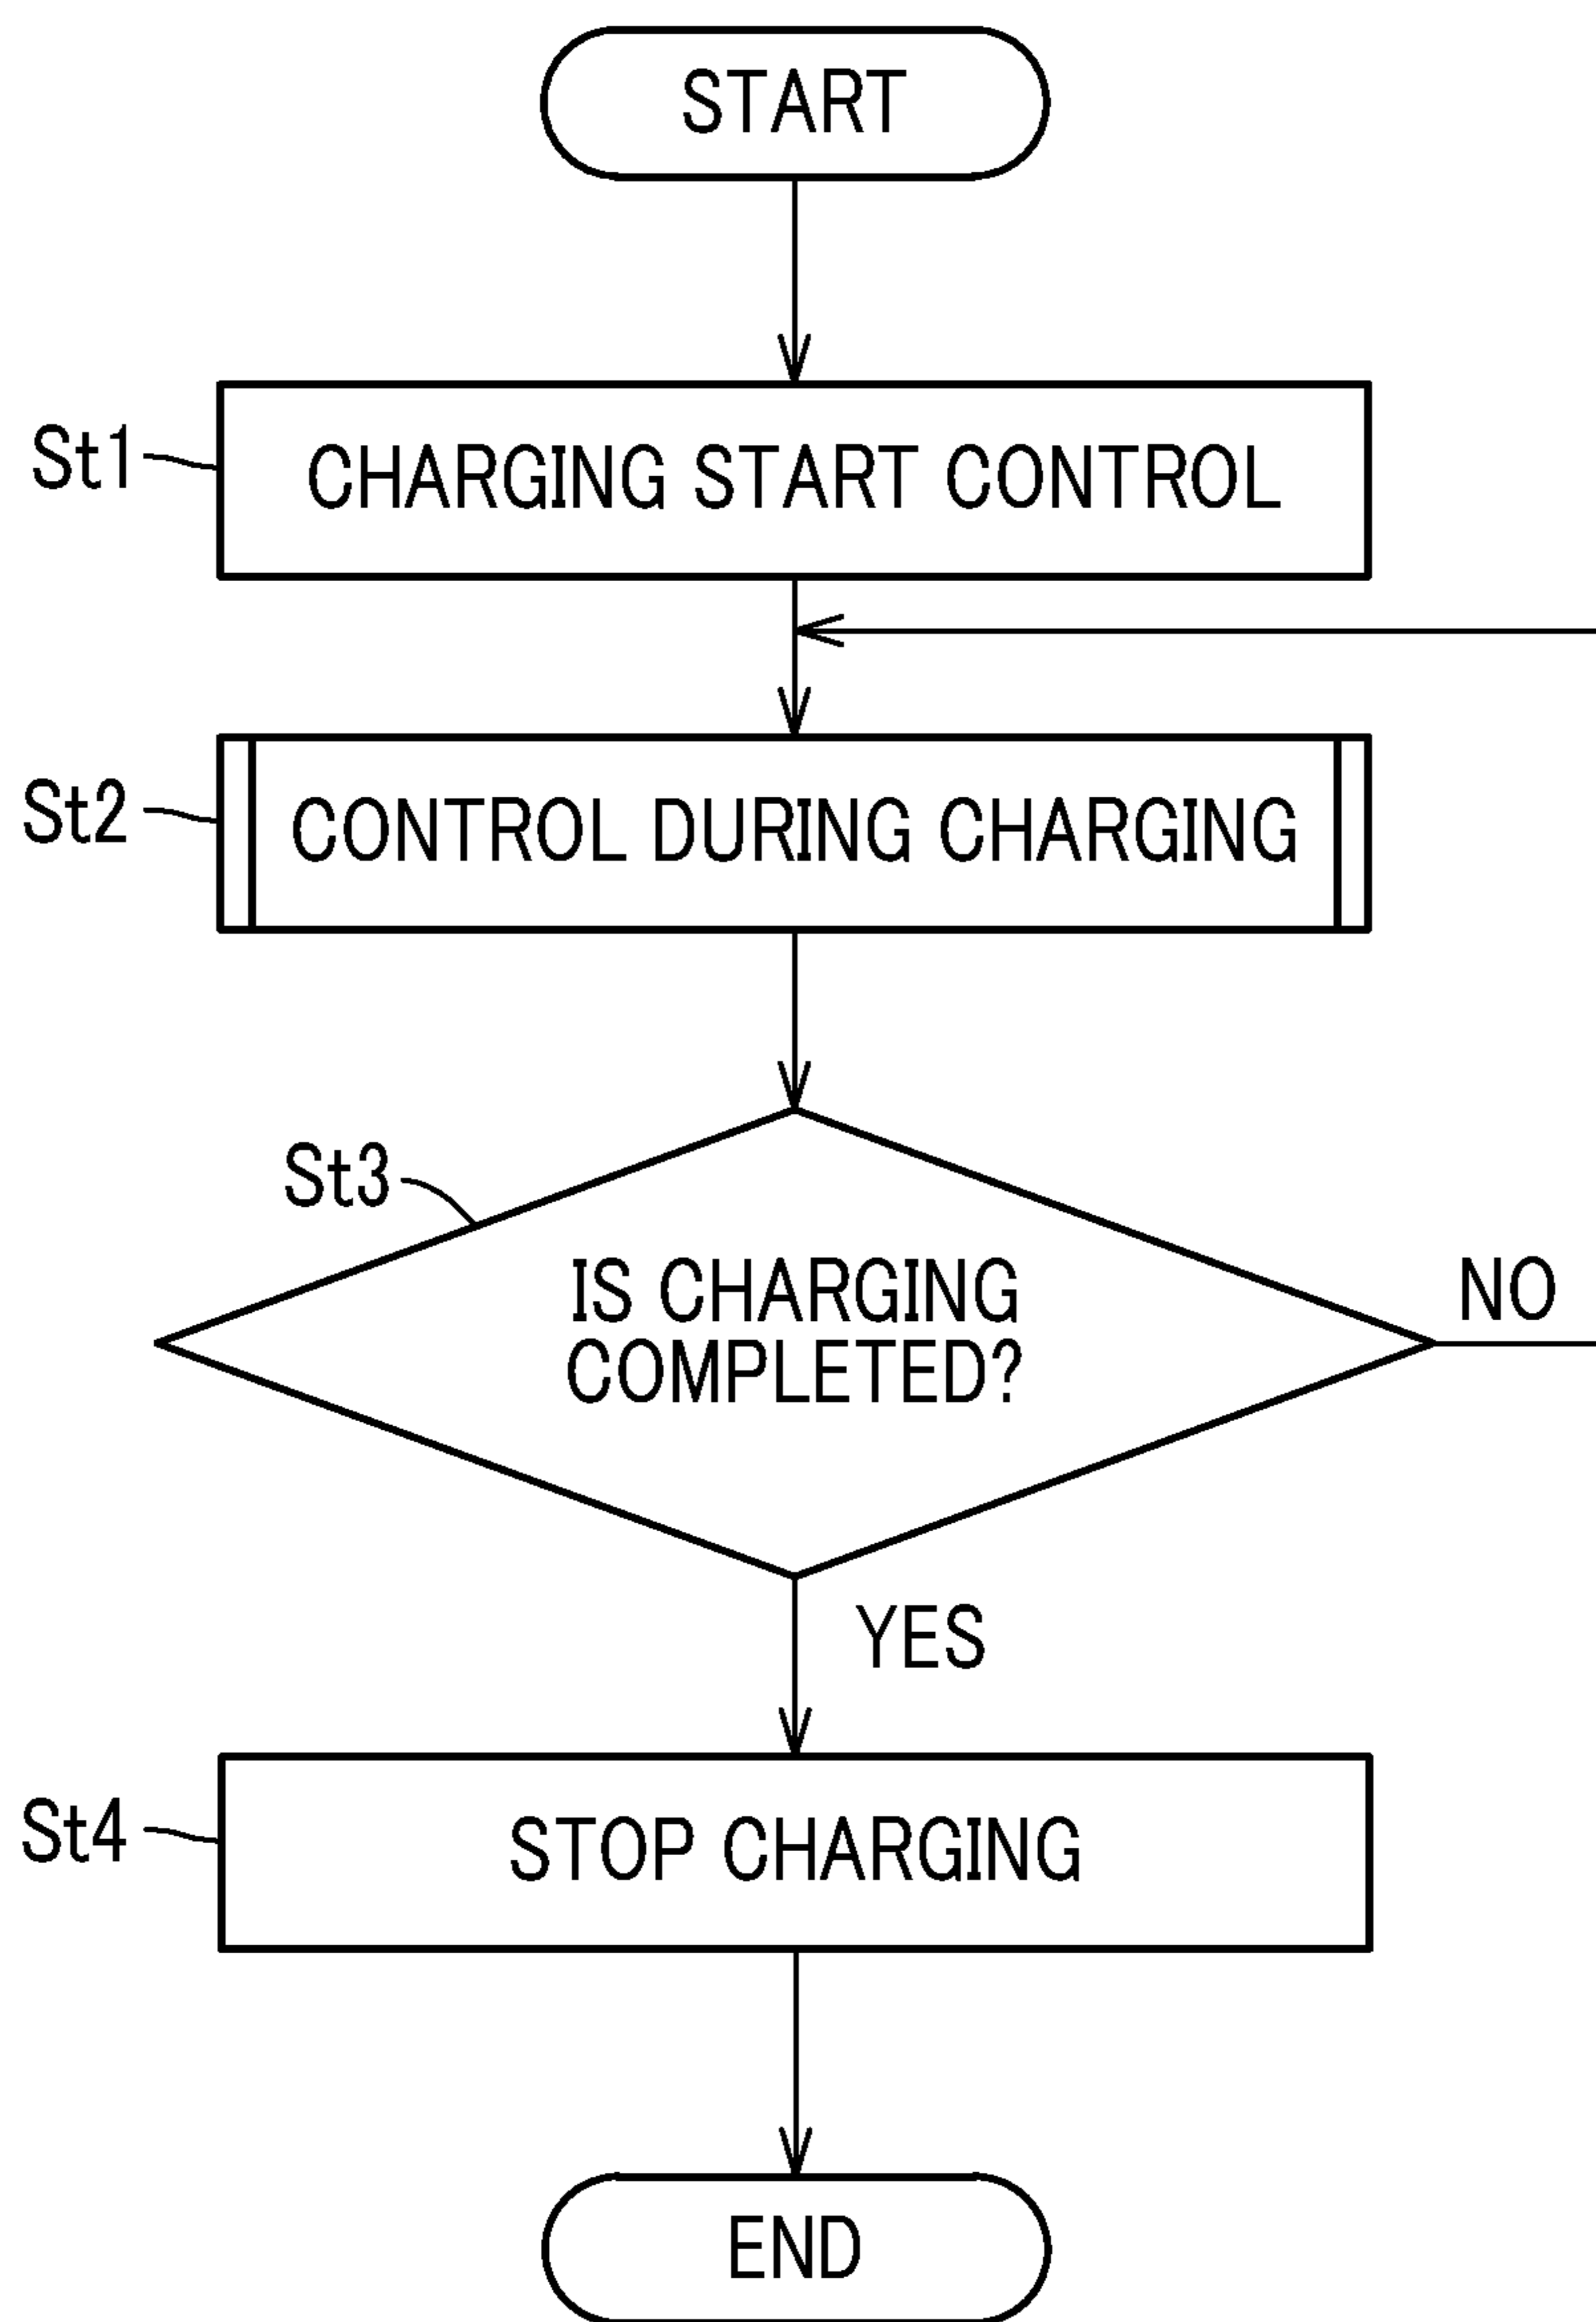 START
St1
CHARGING START CONTROL
St2
CONTROL DURING CHARGING
St3
IS CHARGING
COMPLETED?
NO
YES
St4
STOP CHARGING
END